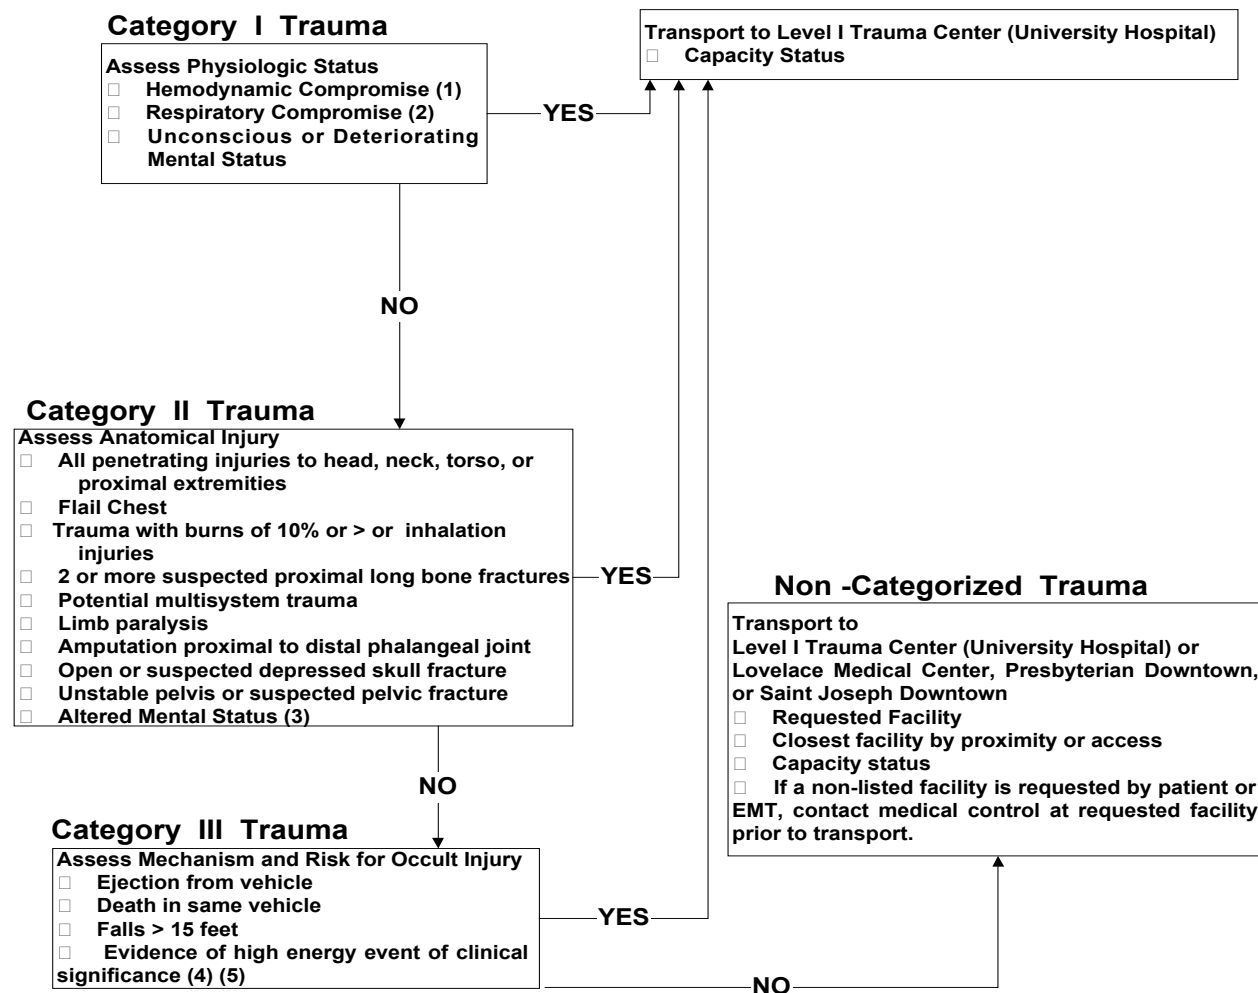 Category I Trauma
Assess Physiologic Status
□ Hemodynamic Compromise (1)
□ Respiratory Compromise (2)
□ Unconscious or Deteriorating
Mental Status
YES
Transport to Level I Trauma Center (University Hospital)
□ Capacity Status
NO
Category II Trauma
Assess Anatomical Injury
□ All penetrating injuries to head, neck, torso, or
proximal extremities
□ Flail Chest
□ Trauma with burns of 10% or > or inhalation
injuries
□ 2 or more suspected proximal long bone fractures
□ Potential multisystem trauma
□ Limb paralysis
□ Amputation proximal to distal phalangeal joint
□ Open or suspected depressed skull fracture
□ Unstable pelvis or suspected pelvic fracture
□ Altered Mental Status (3)
YES
NO
Category III Trauma
Assess Mechanism and Risk for Occult Injury
□ Ejection from vehicle
□ Death in same vehicle
□ Falls > 15 feet
□ Evidence of high energy event of clinical
significance (4) (5)
YES
NO
Non -Categorized Trauma
Transport to
Level I Trauma Center (University Hospital) or
Lovelace Medical Center, Presbyterian Downtown,
or Saint Joseph Downtown
□ Requested Facility
□ Closest facility by proximity or access
□ Capacity status
□ If a non-listed facility is requested by patient or
EMT, contact medical control at requested facility
prior to transport.